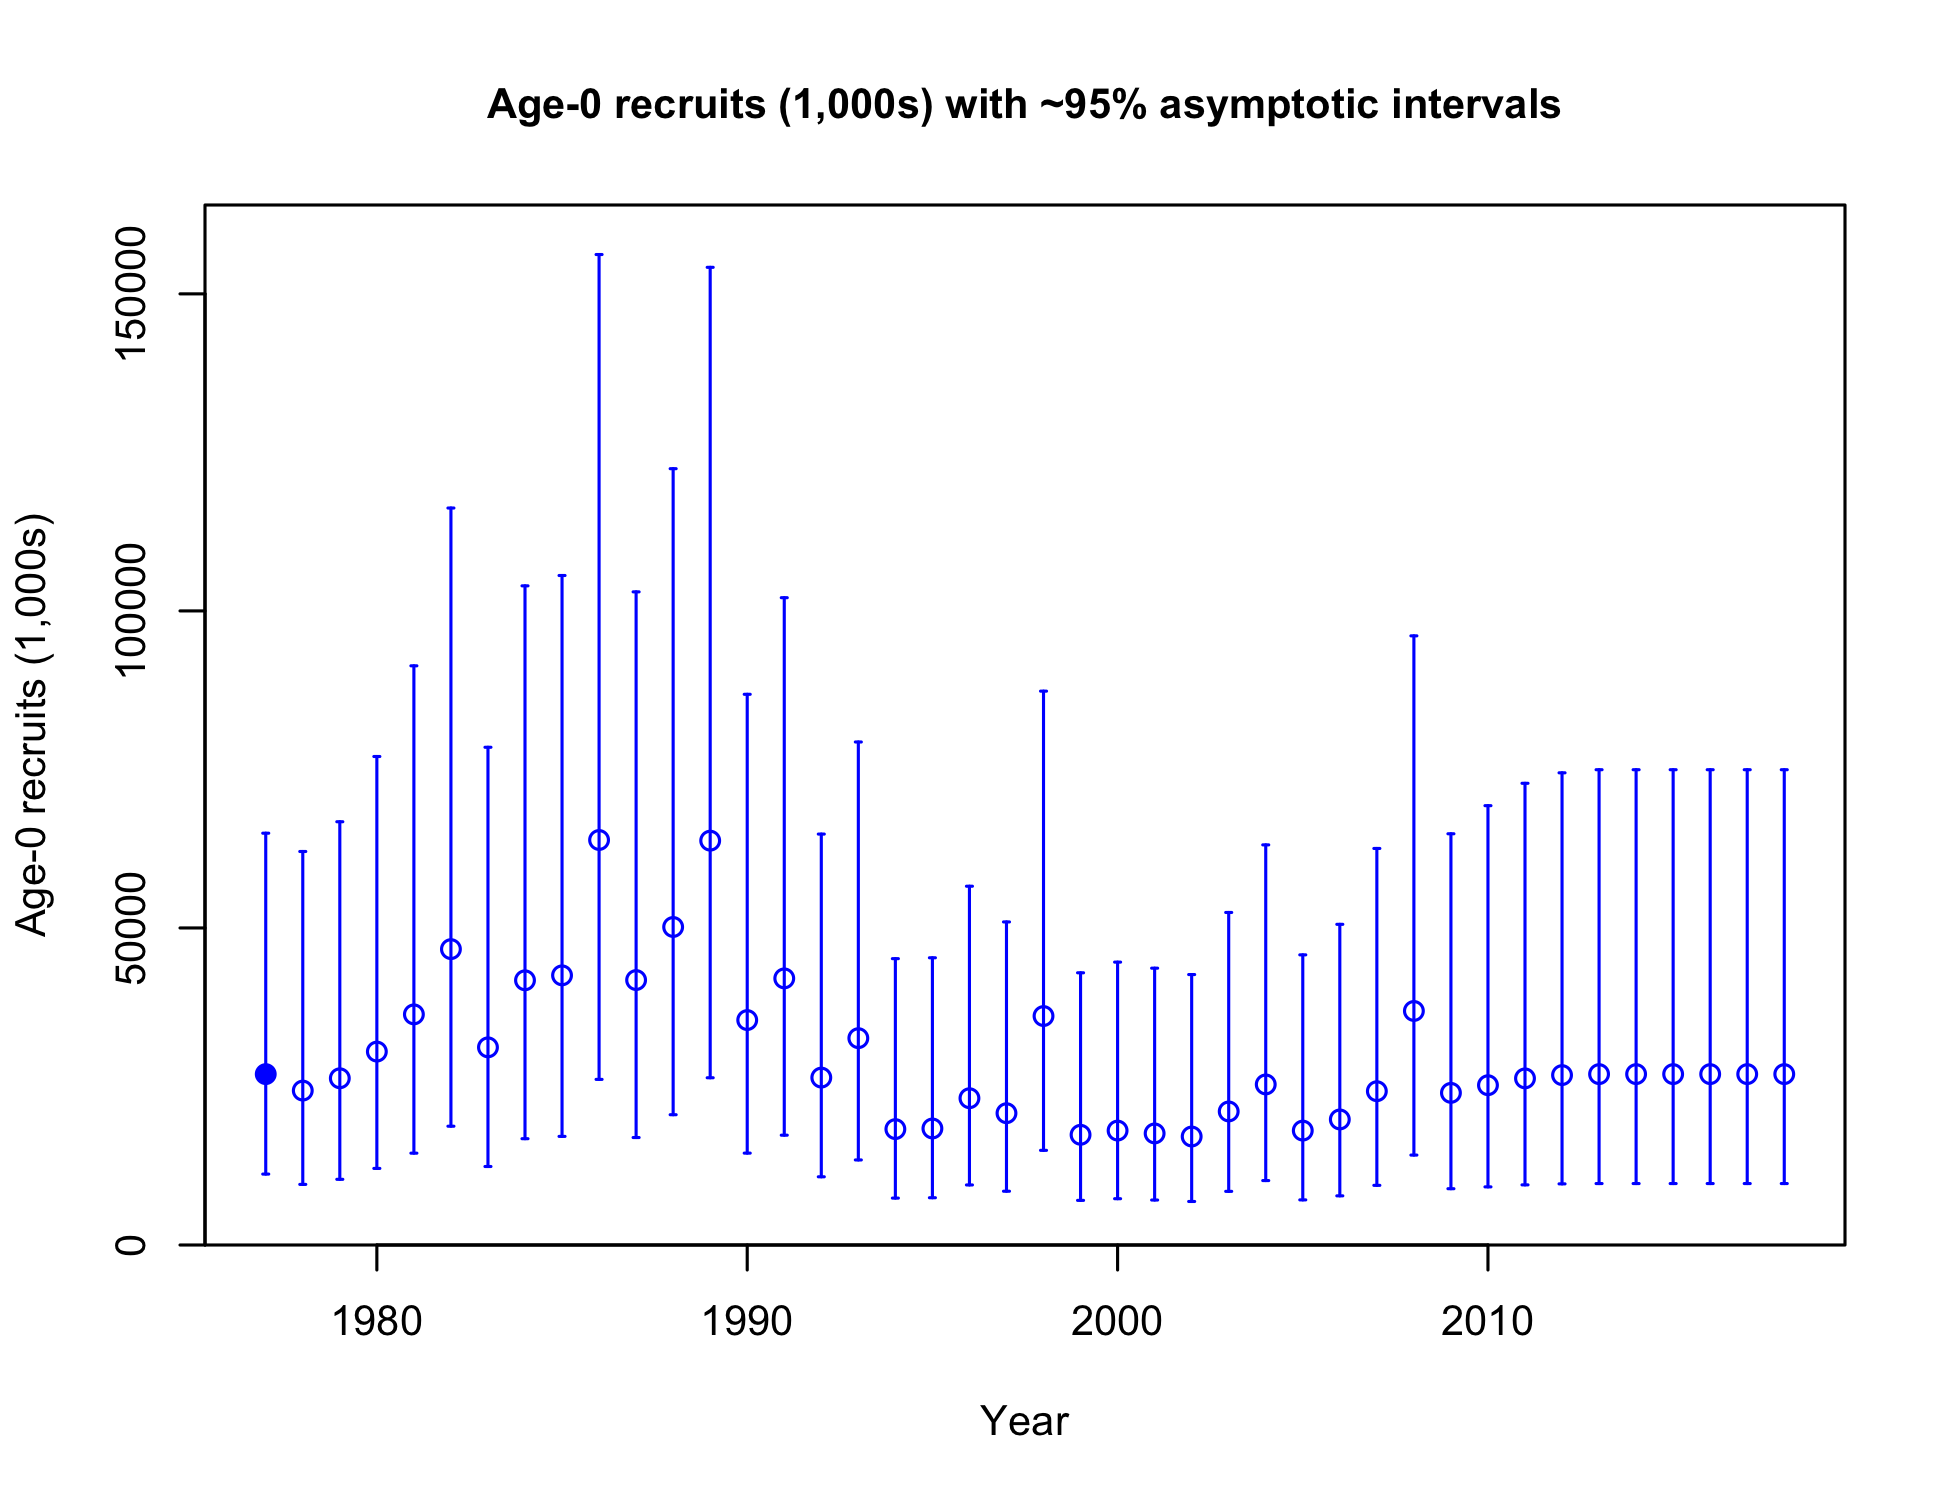 Age-0 recruits (1,000s) with ~95% asymptotic intervals
Age-0 recruits (1,000s)
150000
100000
50000
0
1980 1990 2000 2010
Year